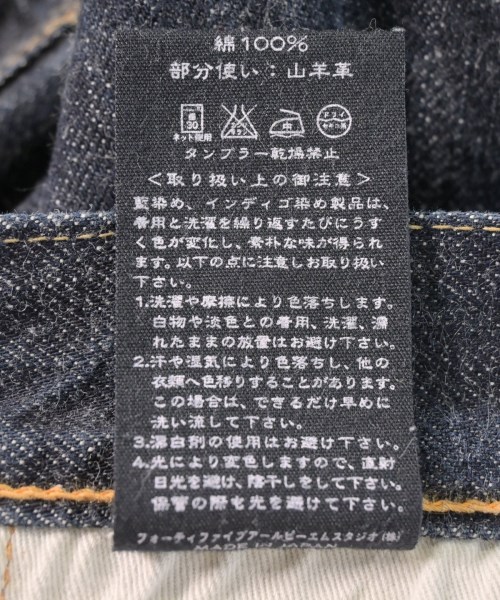 綿100%
部分使い：山羊革
弱
30
ネット使用
エンソサラシ
中
ドライ
タンブラー乾燥禁止
＜取り扱い上の御注意＞
藍染め、インディゴ染め製品は、
着用と洗濯を繰り返すたびにうす
く色が変化し、素朴な味が得られ
ます。以下の点に注意しお取り扱い
下さい。
1.洗濯や摩擦により色落ちします。
白物や淡色との着用、洗濯、濡
れたままの放置はお避け下さい。
2.汗や湿気により色落ちし、他の
衣類へ色移りすることがあります。
この場合は、できるだけ早めに
洗い流して下さい。
3.漂白剤の使用はお避け下さい。
4.光により変色しますので、直射
日光を避け、陰干しをして下さい。
保管の際も光を避けて下さい。
フォーティファイブアールピーエムスタジオ(株)
MADE IN JAPAN